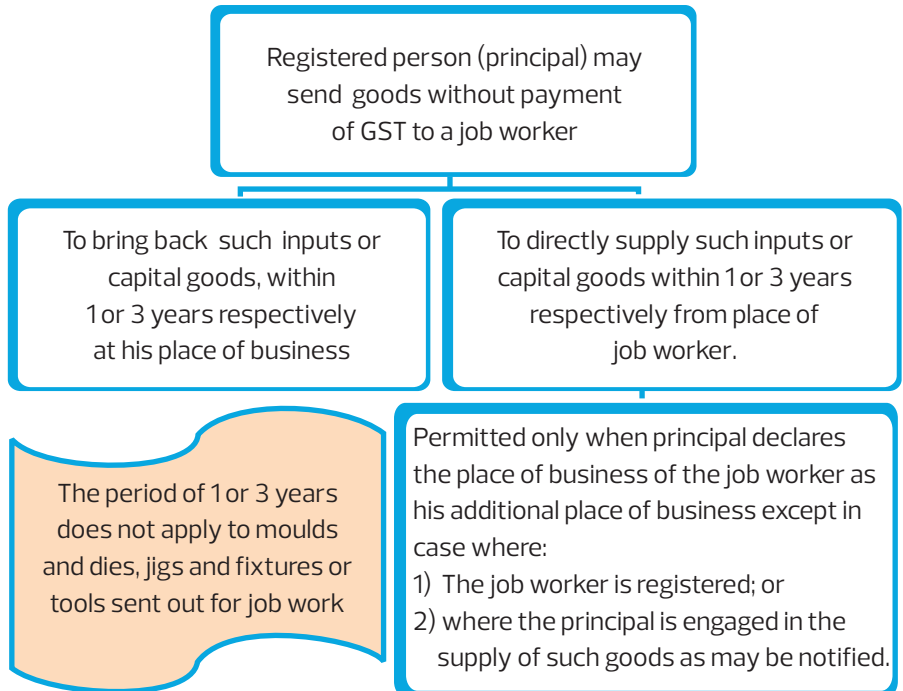 Registered person (principal) may
send goods without payment
of GST to a job worker
To bring back such inputs or
capital goods, within
1 or 3 years respectively
at his place of business
To directly supply such inputs or
capital goods within 1 or 3 years
respectively from place of
job worker.
The period of 1 or 3 years
does not apply to moulds
and dies, jigs and fixtures or
tools sent out for job work
Permitted only when principal declares
the place of business of the job worker as
his additional place of business except in
case where:
1) The job worker is registered; or
2) where the principal is engaged in the
supply of such goods as may be notified.